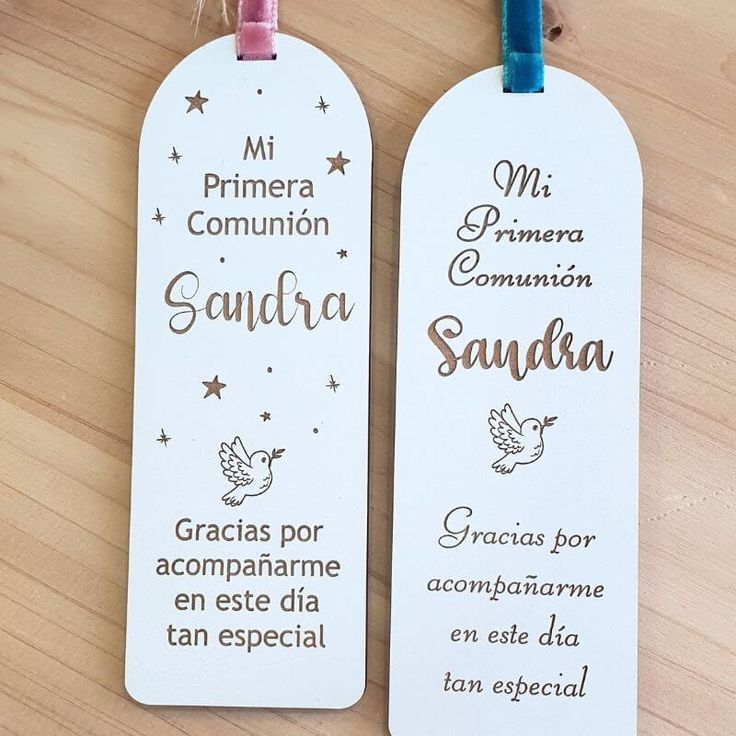 Mi
Primera
Comunión
Sandra
Gracias por
acompañarme
en este día
tan especial
Mi
Primera
Comunión
Sandra
Gracias por
acompañarme
en este día
tan especial